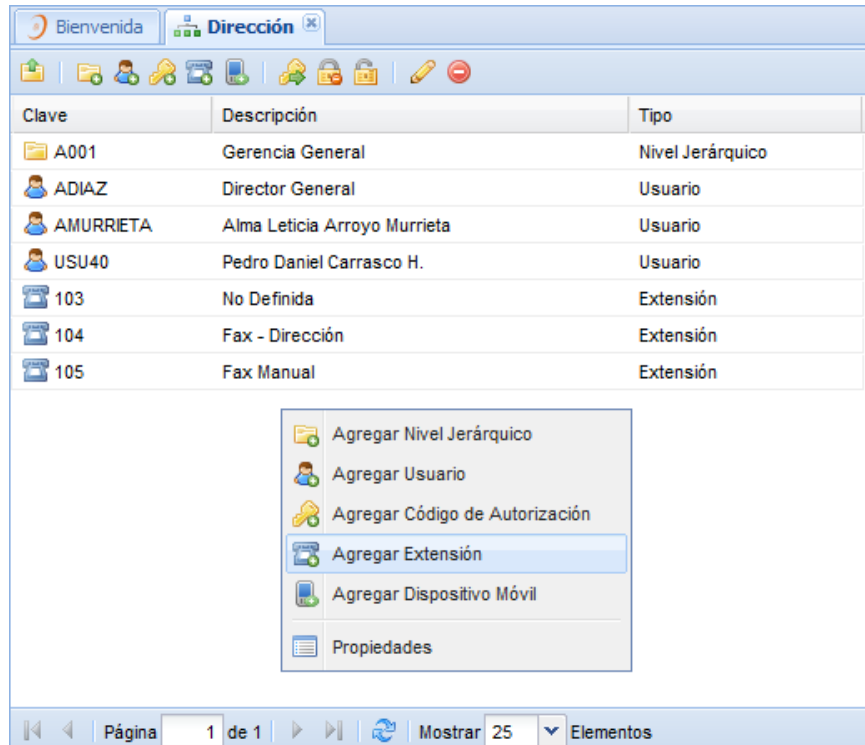 Bienvenida Dirección
Clave Descripción Tipo
A001 Gerencia General Nivel Jerárquico
ADIAZ Director General Usuario
AMURRIETA Alma Leticia Arroyo Murrieta Usuario
USU40 Pedro Daniel Carrasco H. Usuario
103 No Definida Extensión
104 Fax - Dirección Extensión
105 Fax Manual Extensión
Agregar Nivel Jerárquico
Agregar Usuario
Agregar Código de Autorización
Agregar Extensión
Agregar Dispositivo Móvil
Propiedades
Página 1 de 1 Mostrar 25 Elementos